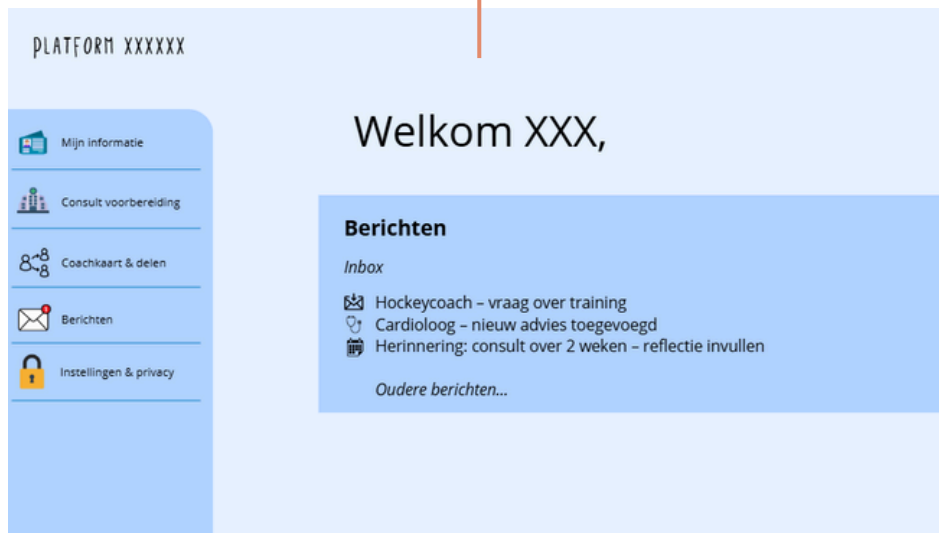 PLATFORM XXXXXX
Mijn informatie
Consult voorbereiding
Coachkaart & delen
Berichten
Instellingen & privacy
Welkom XXX,
Berichten
Inbox
Hockeycoach – vraag over training
Cardioloog – nieuw advies toegevoegd
Herinnering: consult over 2 weken – reflectie invullen
Oudere berichten...